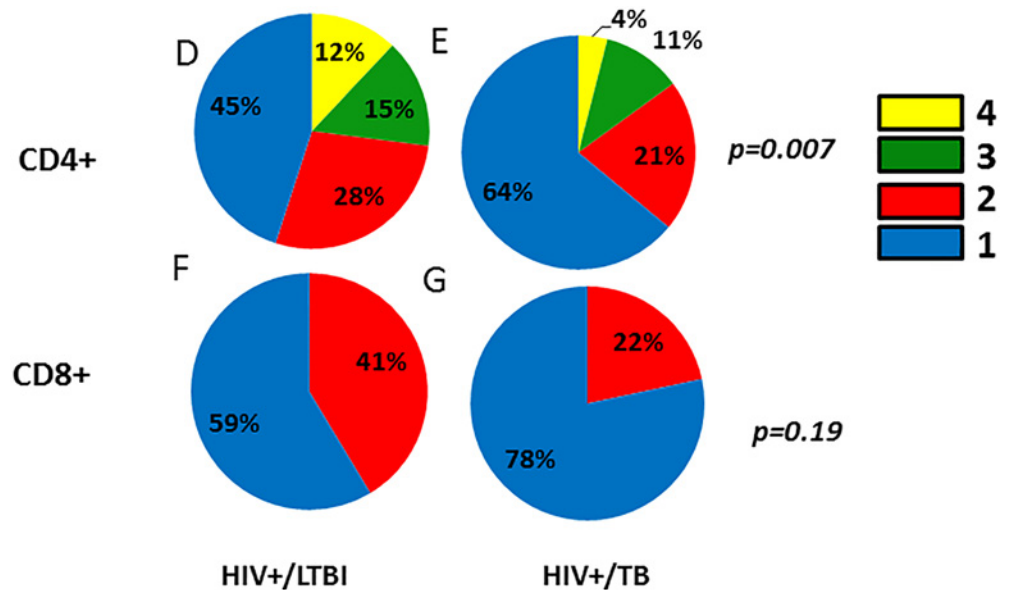 D
12%
45%
15%
28%
E
4%
11%
21%
64%
CD4+
p=0.007
4
3
2
1
F
41%
59%
G
22%
78%
CD8+
p=0.19
HIV+/LTBI
HIV+/TB